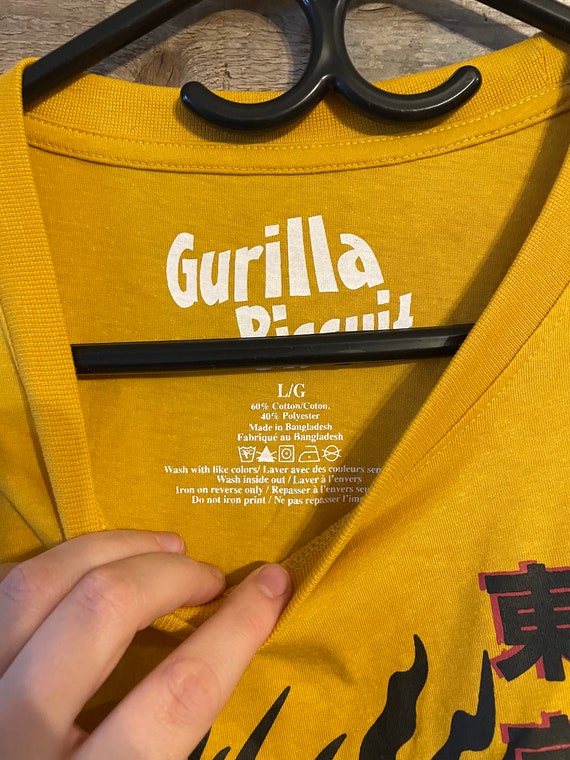 Gurilla
Biscuit
L/G
60% Cotton/Coton,
40% Polyester
Made in Bangladesh
Fabriqué au Bangladesh
Wash with like colors/ Laver avec des couleurs
Wash inside out / Laver à l'envers
Iron on reverse only / Repasser à l'envers
Do not iron print / Ne pas repasser
東